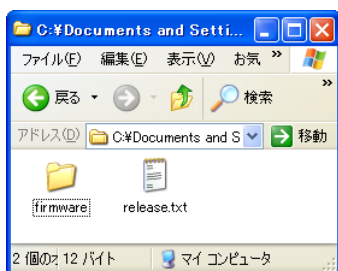 C:¥Documents and Setti...
ファイル(F) 編集(E) 表示(V) お気 »
戻る 検索 »
アドレス(D) C:¥Documents and S 移動
firmware release.txt
2 個のオ 12 バイト マイ コンピュータ